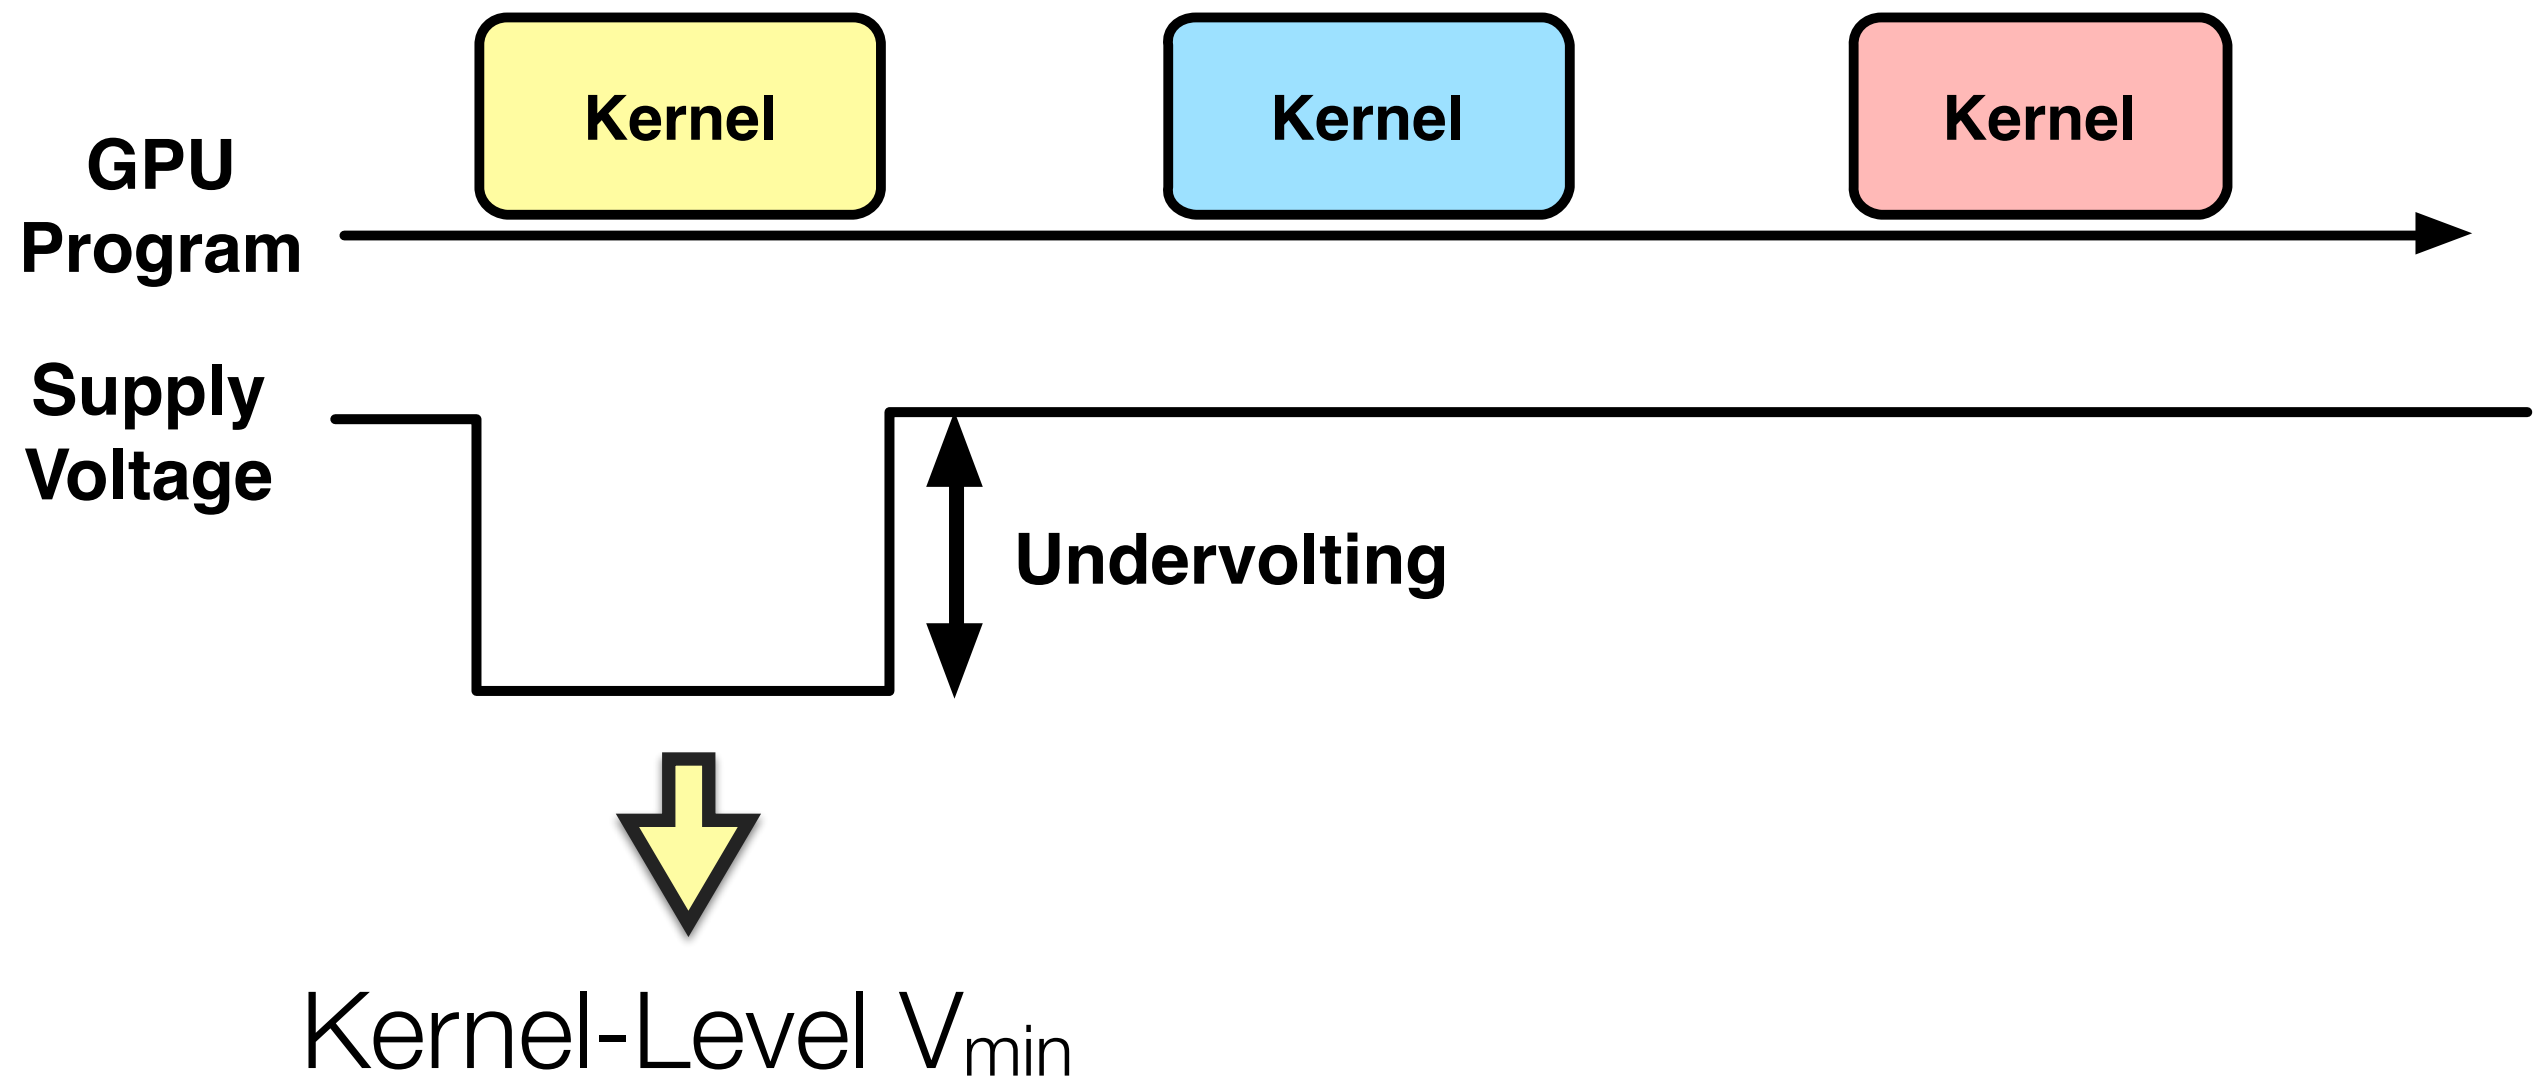 Kernel
Kernel
Kernel
GPU
Program
Supply
Voltage
Undervolting
Kernel-Level Vmin